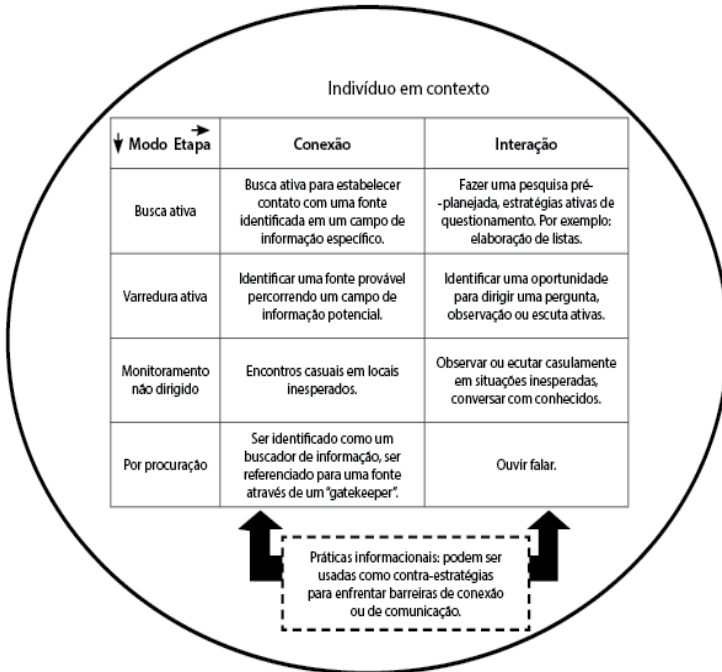 Indivíduo em contexto
Modo Etapa
Conexão
Interação
Busca ativa
Busca ativa para estabelecer
contato com uma fonte
identificada em um campo de
informação específico.
Fazer uma pesquisa pré-
-planejada, estratégias ativas de
questionamento. Por exemplo:
elaboração de listas.
Varredura ativa
Identificar uma fonte provável
percorrendo um campo de
informação potencial.
Identificar uma oportunidade
para dirigir uma pergunta,
observação ou escuta ativas.
Monitoramento
não dirigido
Encontros casuais em locais
inesperados.
Observar ou ecutar casulamente
em situações inesperadas,
conversar com conhecidos.
Por procuração
Ser identificado como um
buscador de informação, ser
referenciado para uma fonte
através de um "gatekeeper".
Ouvir falar.
Práticas informacionais: podem ser
usadas como contra-estratégias
para enfrentar barreiras de conexão
ou de comunicação.